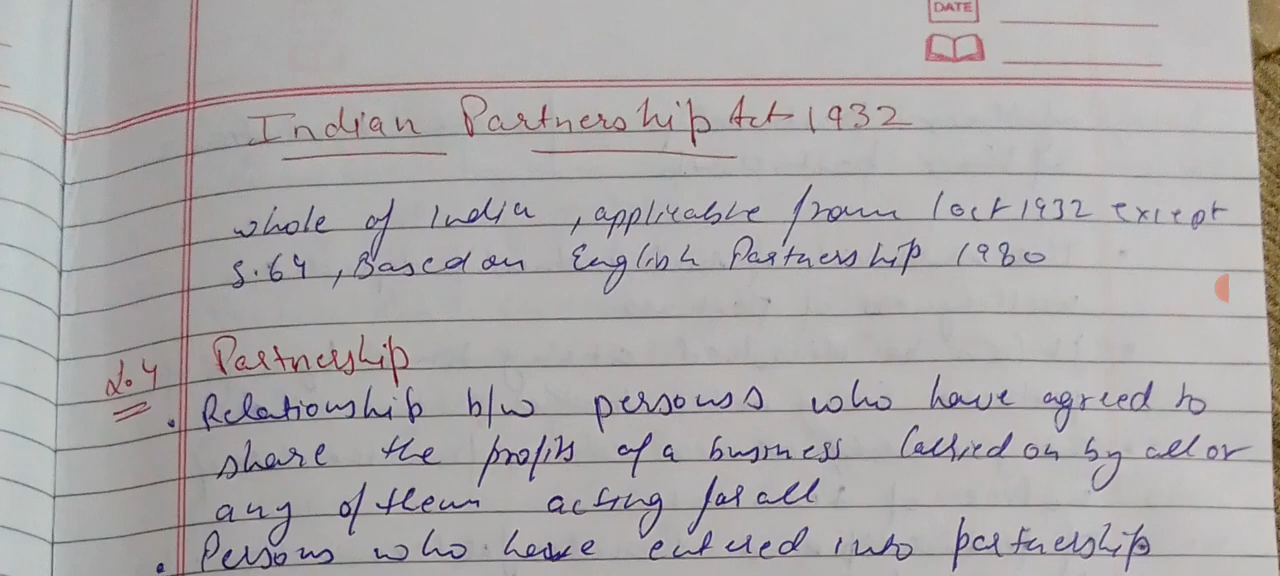 DATE
Indian Partnership Act 1932
whole of India, applicable from 1 oct 1932 except
S.64, Based on English Partnership 1980
S.4 Partnership
. Relationship b/w persons who have agreed to
share the profits of a business carried on by all or
any of them acting for all
. Persons who have entered into partnership